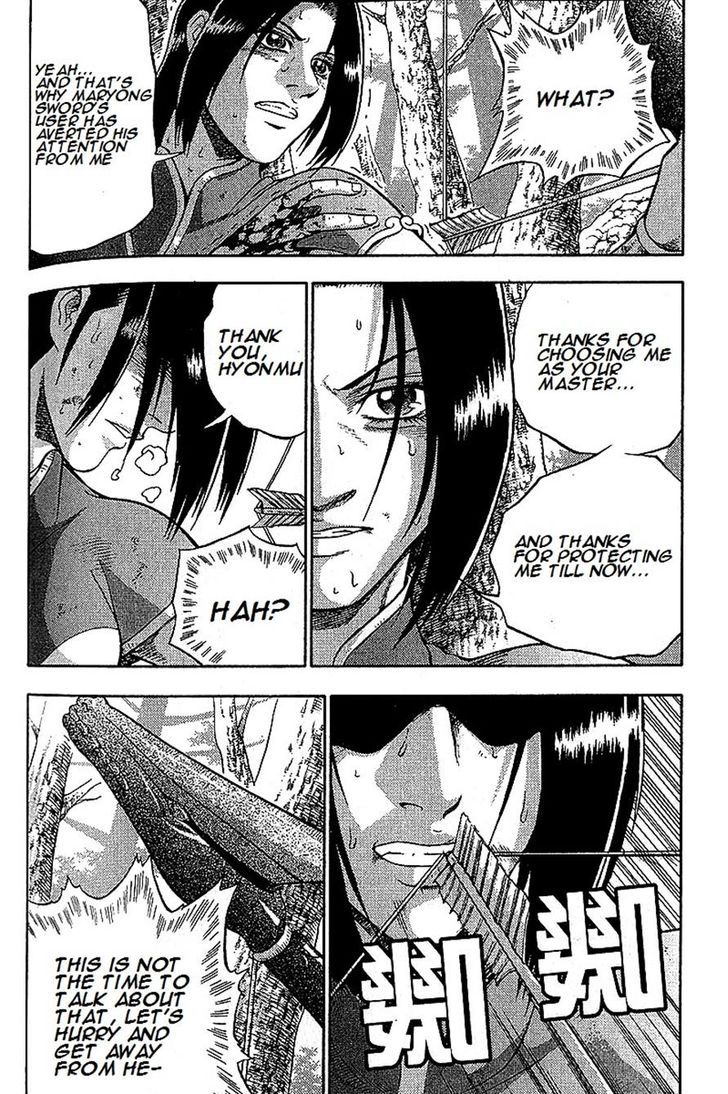 WHAT?
YEAH...
AND THAT'S
WHY MARYONG
SWORD'S
USER HAS
AVERTED HIS
ATTENTION
FROM ME
THANKS FOR
CHOOSING ME
AS YOUR
MASTER...
AND THANKS
FOR PROTECTING
ME TILL NOW...
THANK
YOU,
HYONMU
HAH?
THIS IS NOT
THE TIME TO
TALK ABOUT
THAT, LET'S
HURRY AND
GET AWAY
FROM HE-